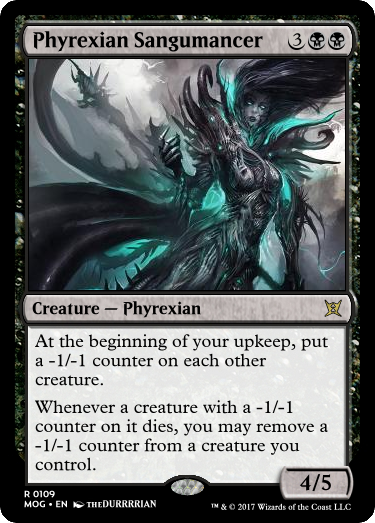 Phyrexian Sangumancer 3
Creature — Phyrexian
At the beginning of your upkeep, put
a -1/-1 counter on each other
creature.
Whenever a creature with a -1/-1
counter on it dies, you may remove a
-1/-1 counter from a creature you
control.
4/5
R 0109
MOG • EN theDURRRRIAN
™ & © 2017 Wizards of the Coast LLC